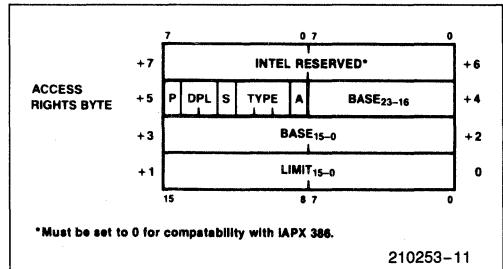 7 0 7 0
+7 INTEL RESERVED* +6
ACCESS
RIGHTS BYTE
+5 P DPL S TYPE A BASE23-16 +4
+3 BASE15-0 +2
+1 LIMIT15-0 0
15 8 7 0
*Must be set to 0 for compatability with iAPX 386.
210253-11